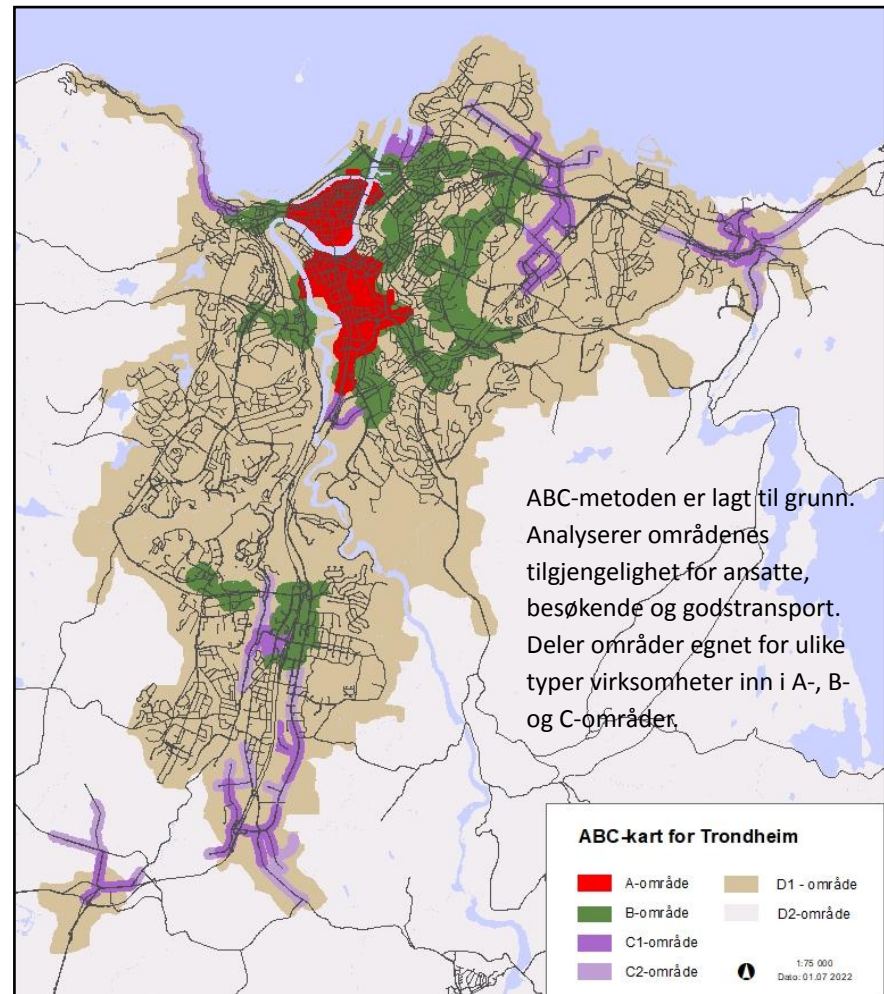 ABC-metoden er lagt til grunn.
Analyserer områdenes
tilgjengelighet for ansatte,
besøkende og godstransport.
Deler områder egnet for ulike
typer virksomheter inn i A-, B-
og C-områder.
ABC-kart for Trondheim
A-område
B-område
C1-område
C2-område
D1 - område
D2-område
1:75 000
Dato: 01.07 2022